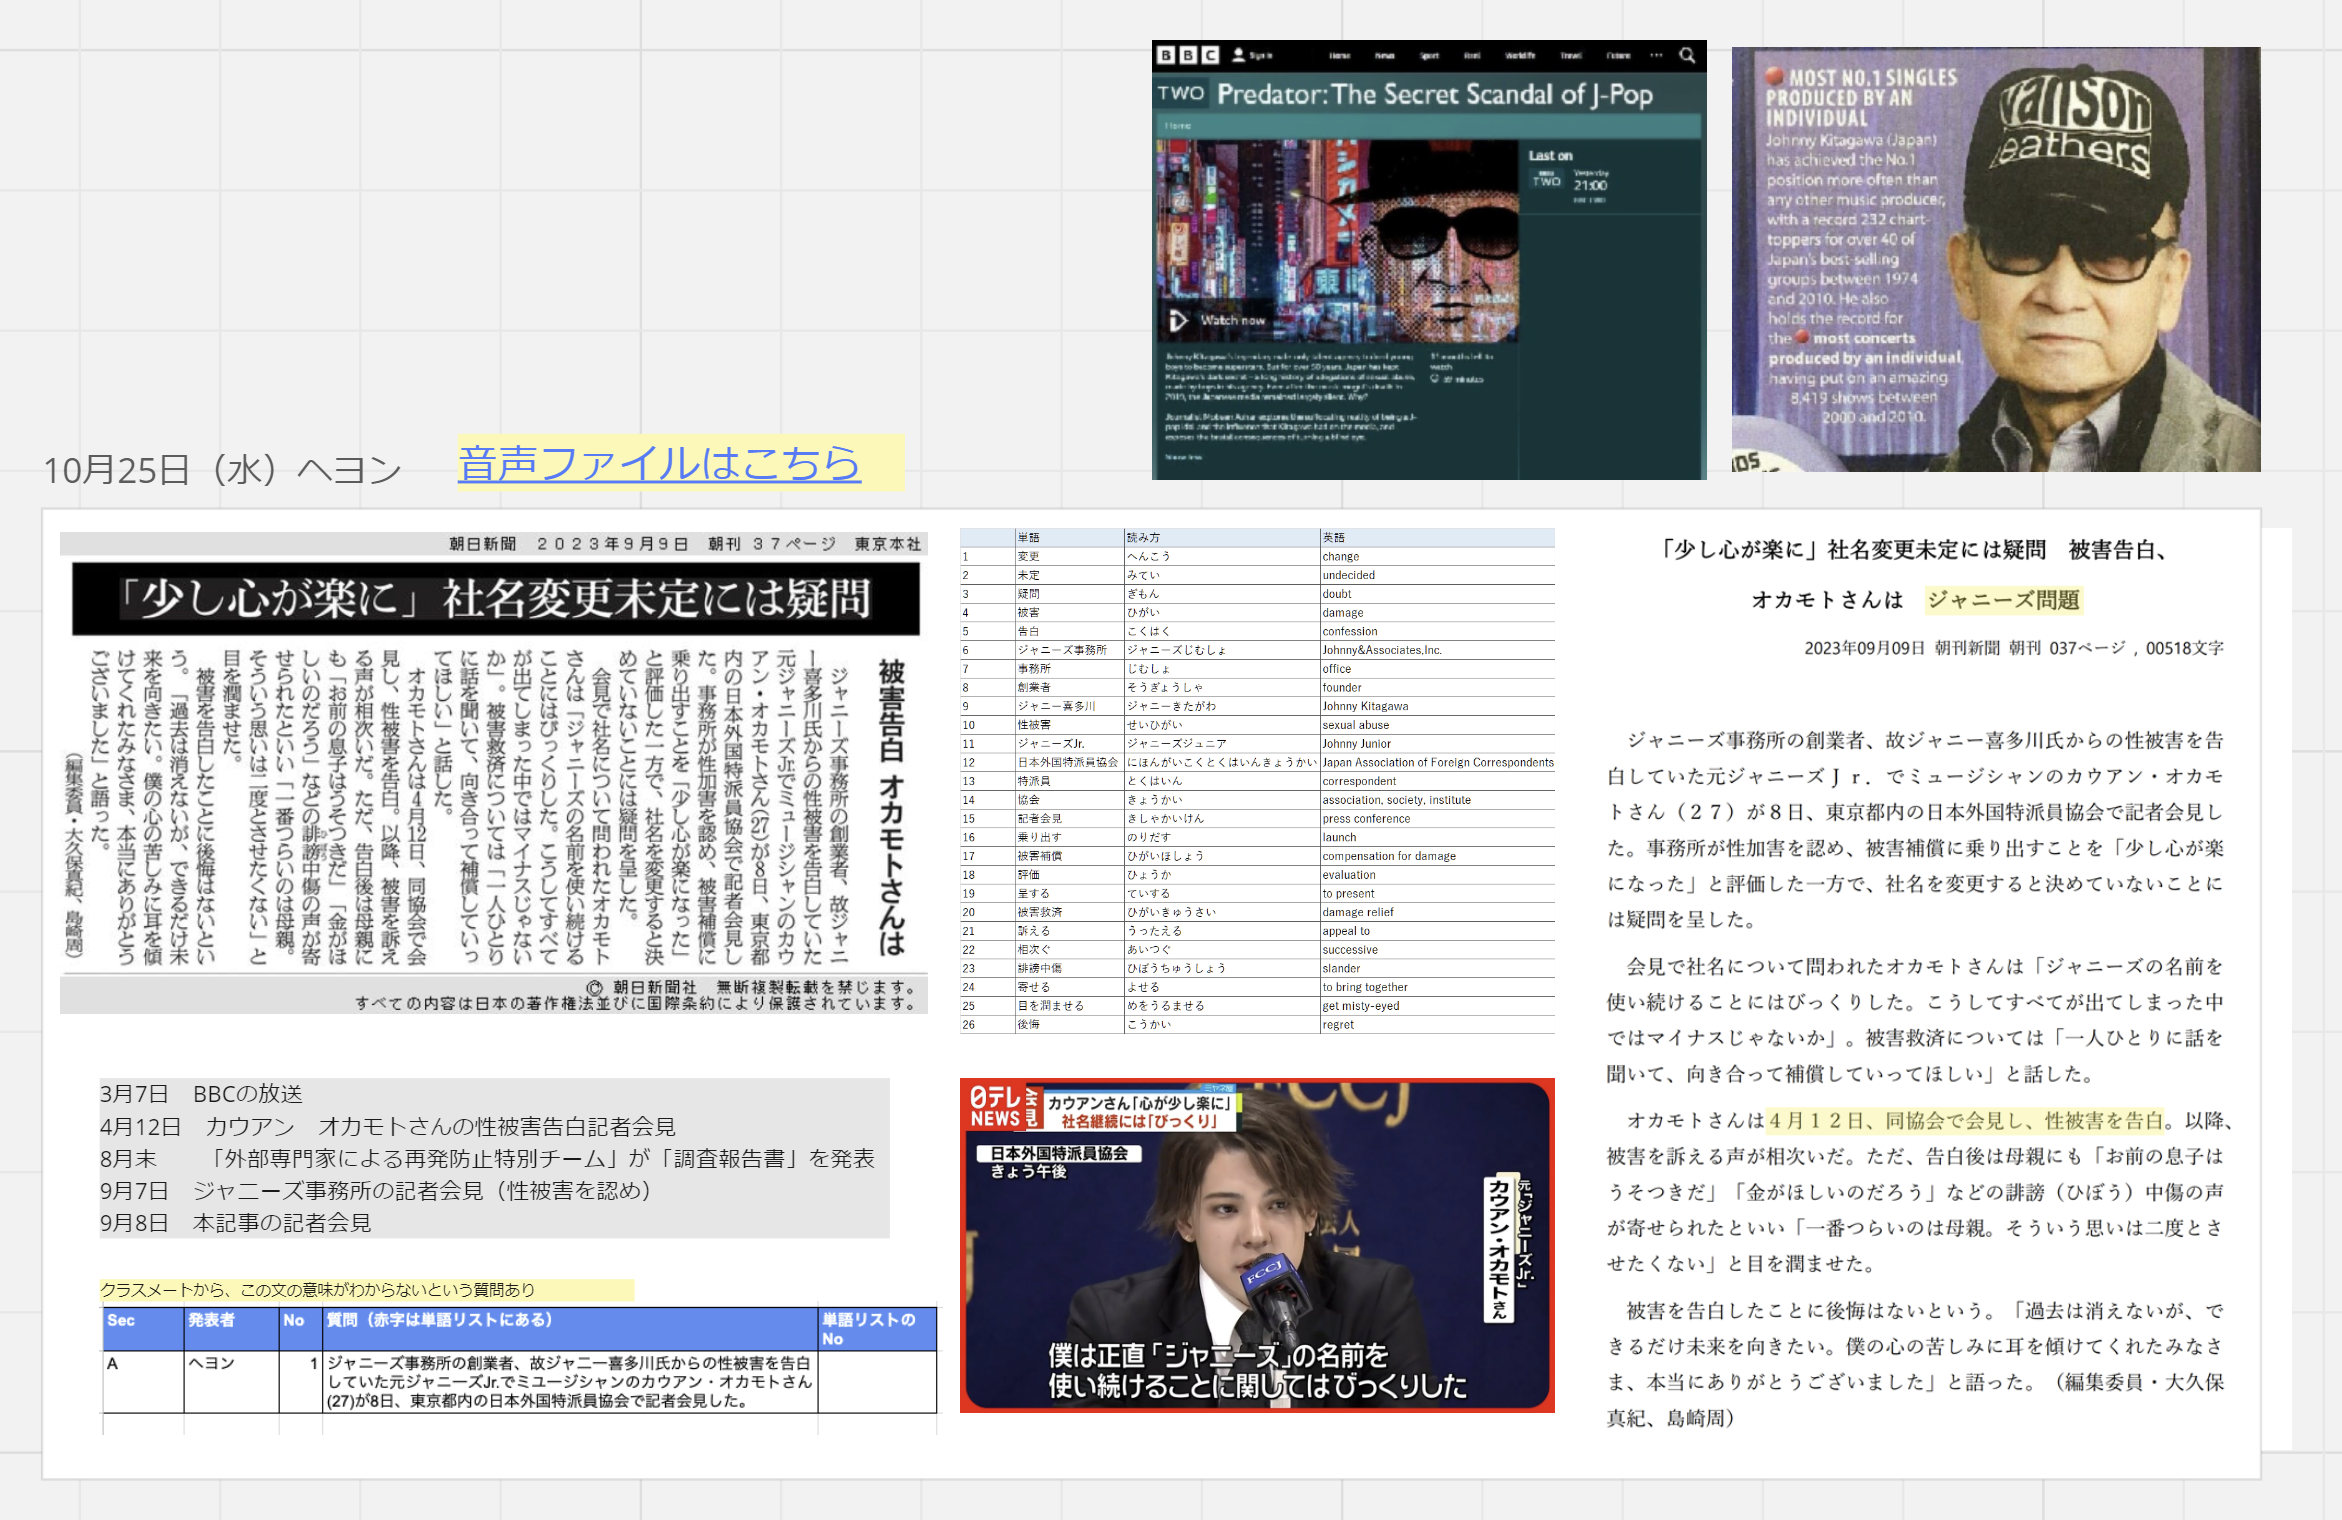 BBC Sign in Home News Sport Reel Worklife Travel Future ...
TWO Predator: The Secret Scandal of J-Pop
Home
Last on
TWO
Yesterday
21:00
Watch now
MOST NO.1 SINGLES
PRODUCED BY AN
INDIVIDUAL
Johnny Kitagawa (Japan)
has achieved the No.1
position more often than
any other music producer,
with a record 232 chart-
toppers for over 40 of
Japan's best-selling
groups between 1974
and 2010. He also
holds the record for
the most concerts
produced by an individual,
having put on an amazing
8,419 shows between
2000 and 2010.
vanson
leathers
10月25日（水）ヘヨン
音声ファイルはこちら
朝日新聞 ２０２３年９月９日 朝刊 ３７ページ 東京本社
「少し心が楽に」社名変更未定には疑問
被害告白 オカモトさんは
ジャニーズ事務所の創業者、故ジャニ
ー喜多川氏からの性被害を告白していた
元ジャニーズJr.でミュージシャンのカウ
アン・オカモトさん(27)が8日、東京都
内の日本外国特派員協会で記者会見し
た。事務所が性加害を認め、被害補償に
乗り出すことを「少し心が楽になった」
と評価した一方で、社名を変更すると決
めていないことには疑問を呈した。
会見で社名について問われたオカモト
さんは「ジャニーズの名前を使い続ける
ことにはびっくりした。こうしてすべて
が出てしまった中ではマイナスじゃない
か」。被害救済については「一人ひとり
に話を聞いて、向き合って補償していっ
てほしい」と話した。
オカモトさんは4月12日、同協会で会
見し、性被害を告白。以降、被害を訴え
る声が相次いだ。ただ、告白後は母親に
も「お前の息子はうそつきだ」「金がほ
しいのだろう」などの誹謗中傷の声が寄
せられたといい「一番つらいのは母親。
そういう思いは二度とさせたくない」と
目を潤ませた。
被害を告白したことに後悔はないとい
う。「過去は消えないが、できるだけ未
来を向きたい。僕の心の苦しみに耳を傾
けてくれたみなさま、本当にありがとう
ございました」と語った。
（編集委員・大久保真紀、島崎周）
Ⓒ 朝日新聞社 無断複製転載を禁じます。
すべての内容は日本の著作権法並びに国際条約により保護されています。
単語 読み方 英語
1 変更 へんこう change
2 未定 みてい undecided
3 疑問 ぎもん doubt
4 被害 ひがい damage
5 告白 こくはく confession
6 ジャニーズ事務所 ジャニーズじむしょ Johnny&Associates,Inc.
7 事務所 じむしょ office
8 創業者 そうぎょうしゃ founder
9 ジャニー喜多川 ジャニーきたがわ Johnny Kitagawa
10 性被害 せいひがい sexual abuse
11 ジャニーズJr. ジャニーズジュニア Johnny Junior
12 日本外国特派員協会 にほんがいこくとくはいんきょうかい Japan Association of Foreign Correspondents
13 特派員 とくはいん correspondent
14 協会 きょうかい association, society, institute
15 記者会見 きしゃかいけん press conference
16 乗り出す のりだす launch
17 被害補償 ひがいほしょう compensation for damage
18 評価 ひょうか evaluation
19 呈する ていする to present
20 被害救済 ひがいきゅうさい damage relief
21 訴える うったえる appeal to
22 相次ぐ あいつぐ successive
23 誹謗中傷 ひぼうちゅうしょう slander
24 寄せる よせる to bring together
25 目を潤ませる めをうるませる get misty-eyed
26 後悔 こうかい regret
「少し心が楽に」社名変更未定には疑問 被害告白、
オカモトさんは ジャニーズ問題
2023年09月09日 朝刊新聞 朝刊 037ページ , 00518文字
ジャニーズ事務所の創業者、故ジャニー喜多川氏からの性被害を告
白していた元ジャニーズＪｒ．でミュージシャンのカウアン・オカモ
トさん（２７）が８日、東京都内の日本外国特派員協会で記者会見し
た。事務所が性加害を認め、被害補償に乗り出すことを「少し心が楽
になった」と評価した一方で、社名を変更すると決めていないことに
は疑問を呈した。
会見で社名について問われたオカモトさんは「ジャニーズの名前を
使い続けることにはびっくりした。こうしてすべてが出てしまった中
ではマイナスじゃないか」。被害救済については「一人ひとりに話を
聞いて、向き合って補償していってほしい」と話した。
オカモトさんは４月１２日、同協会で会見し、性被害を告白。以降、
被害を訴える声が相次いだ。ただ、告白後は母親にも「お前の息子は
うそつきだ」「金がほしいのだろう」などの誹謗（ひぼう）中傷の声
が寄せられたといい「一番つらいのは母親。そういう思いは二度とさ
せたくない」と目を潤ませた。
被害を告白したことに後悔はないという。「過去は消えないが、で
きるだけ未来を向きたい。僕の心の苦しみに耳を傾けてくれたみなさ
ま、本当にありがとうございました」と語った。（編集委員・大久保
真紀、島崎周）
3月7日 BBCの放送
4月12日 カウアン オカモトさんの性被害告白記者会見
8月末 「外部専門家による再発防止特別チーム」が「調査報告書」を発表
9月7日 ジャニーズ事務所の記者会見（性被害を認め）
9月8日 本記事の記者会見
クラスメートから、この文の意味がわからないという質問あり
Sec 発表者 No 質問（赤字は単語リストにある） 単語リストの
No
A ヘヨン 1 ジャニーズ事務所の創業者、故ジャニー喜多川氏からの性被害を告白
していた元ジャニーズJr.でミュージシャンのカウアン・オカモトさん
(27)が8日、東京都内の日本外国特派員協会で記者会見した。
日テレ
NEWS
会見
カウアンさん「心が少し楽に」
社名継続には「びっくり」
日本外国特派員協会
きょう午後
元「ジャニーズJr.」
カウアン・オカモトさん
FCCJ
僕は正直「ジャニーズ」の名前を
使い続けることに関してはびっくりした